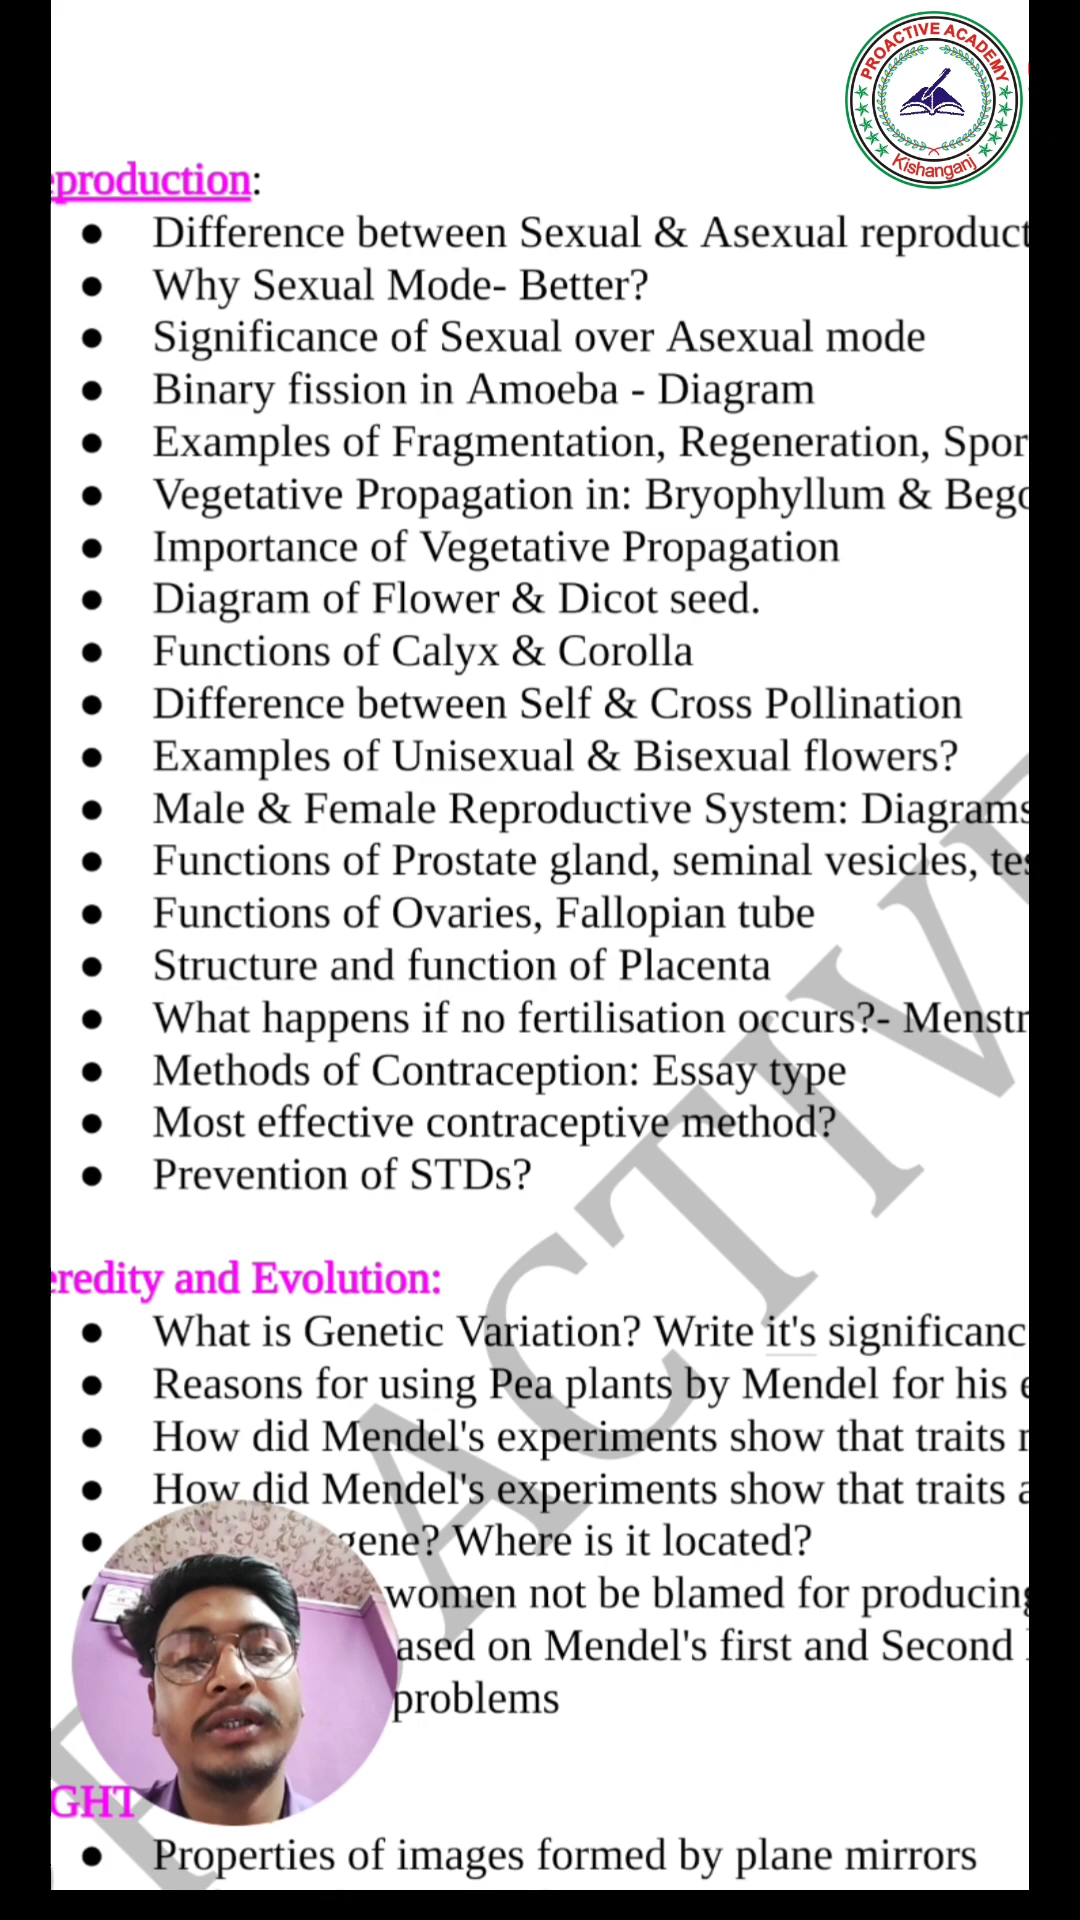 PROACTIVE ACADEMY
Kishanganj
eproduction:
● Difference between Sexual & Asexual reproduct
● Why Sexual Mode- Better?
● Significance of Sexual over Asexual mode
● Binary fission in Amoeba - Diagram
● Examples of Fragmentation, Regeneration, Spor
● Vegetative Propagation in: Bryophyllum & Bego
● Importance of Vegetative Propagation
● Diagram of Flower & Dicot seed.
● Functions of Calyx & Corolla
● Difference between Self & Cross Pollination
● Examples of Unisexual & Bisexual flowers?
● Male & Female Reproductive System: Diagrams
● Functions of Prostate gland, seminal vesicles, tes
● Functions of Ovaries, Fallopian tube
● Structure and function of Placenta
● What happens if no fertilisation occurs?- Menstr
● Methods of Contraception: Essay type
● Most effective contraceptive method?
● Prevention of STDs?
eredity and Evolution:
● What is Genetic Variation? Write it's significanc
● Reasons for using Pea plants by Mendel for his
● How did Mendel's experiments show that traits
● How did Mendel's experiments show that traits
● gene? Where is it located?
women not be blamed for producing
ased on Mendel's first and Second
problems
GHT
● Properties of images formed by plane mirrors
ACTIVE